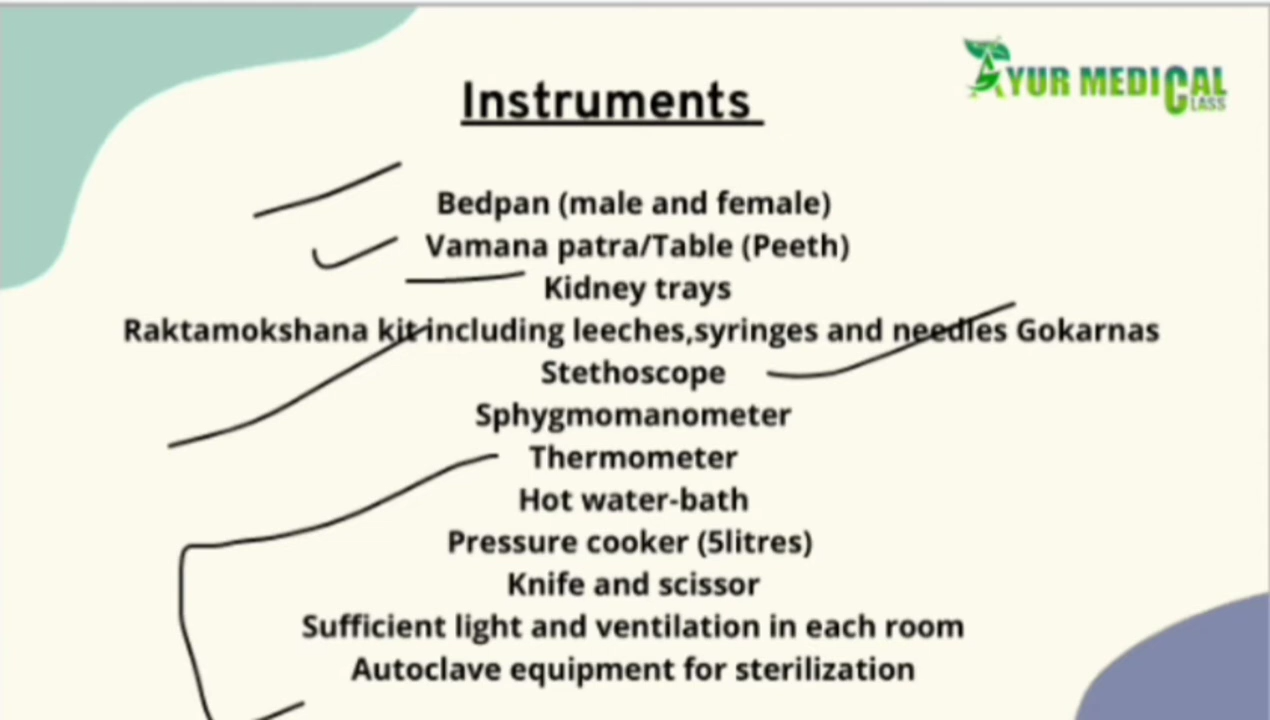 AYUR MEDICAL
CLASS
Instruments
Bedpan (male and female)
Vamana patra/Table (Peeth)
Kidney trays
Raktamokshana kit including leeches,syringes and needles Gokarnas
Stethoscope
Sphygmomanometer
Thermometer
Hot water-bath
Pressure cooker (5litres)
Knife and scissor
Sufficient light and ventilation in each room
Autoclave equipment for sterilization